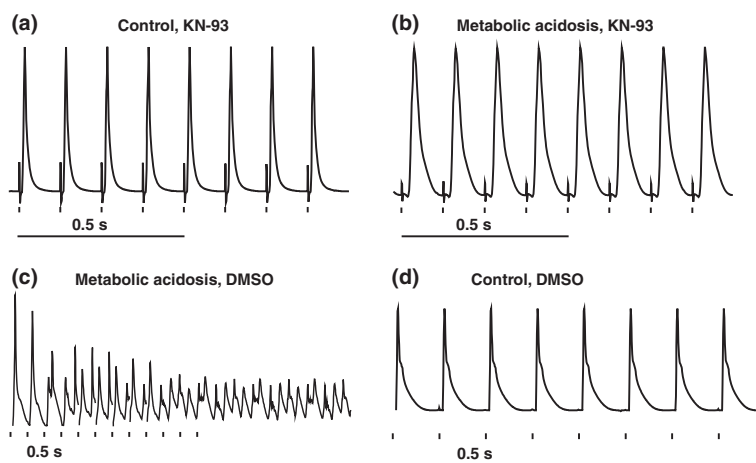 (a) Control, KN-93
(b) Metabolic acidosis, KN-93
0.5 s
0.5 s
(c) Metabolic acidosis, DMSO
(d) Control, DMSO
0.5 s
0.5 s